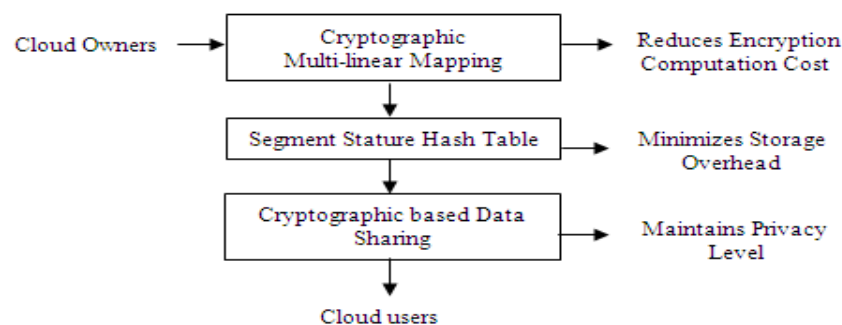 Cloud Owners
Cryptographic
Multi-linear Mapping
Reduces Encryption
Computation Cost
Segment Stature Hash Table
Minimizes Storage
Overhead
Cryptographic based Data
Sharing
Maintains Privacy
Level
Cloud users